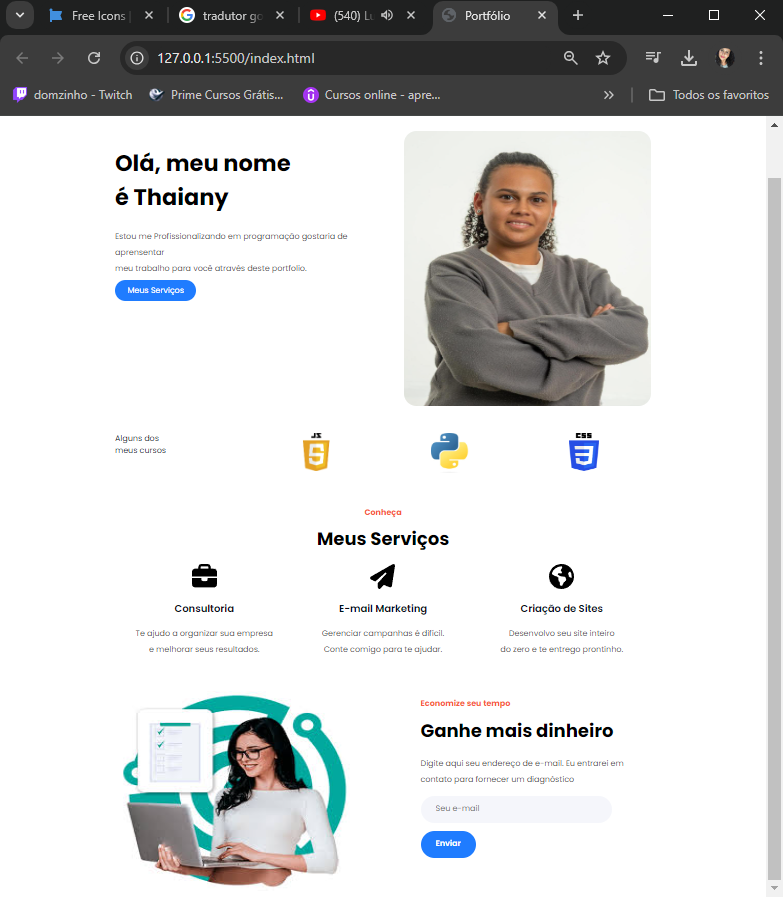 Free Icons |
tradutor go
(540) Lu
Portfólio
127.0.0.1:5500/index.html
domzinho - Twitch
Prime Cursos Grátis...
Cursos online - apre...
Todos os favoritos
Olá, meu nome
é Thaiany
Estou me Profissionalizando em programação gostaria de
aprensentar
meu trabalho para você através deste portfolio.
Meus Serviços
Alguns dos
meus cursos
JS
CSS
Conheça
Meus Serviços
Consultoria
Te ajudo a organizar sua empresa
e melhorar seus resultados.
E-mail Marketing
Gerenciar campanhas é difícil.
Conte comigo para te ajudar.
Criação de Sites
Desenvolvo seu site inteiro
do zero e te entrego prontinho.
Economize seu tempo
Ganhe mais dinheiro
Digite aqui seu endereço de e-mail. Eu entrarei em
contato para fornecer um diagnóstico
Seu e-mail
Enviar